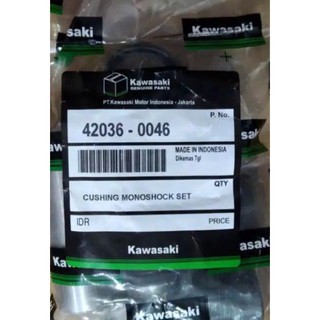 Kawasaki
Kawasaki
Kawasaki
GENUINE PARTS
PT.Kawasaki Motor Indonesia - Jakarta
P. No.
42036 - 0046
MADE IN INDONESIA
Dikemas Tgl
QTY
CUSHING MONOSHOCK SET
IDR
PRICE
Kawasaki
Kawasaki